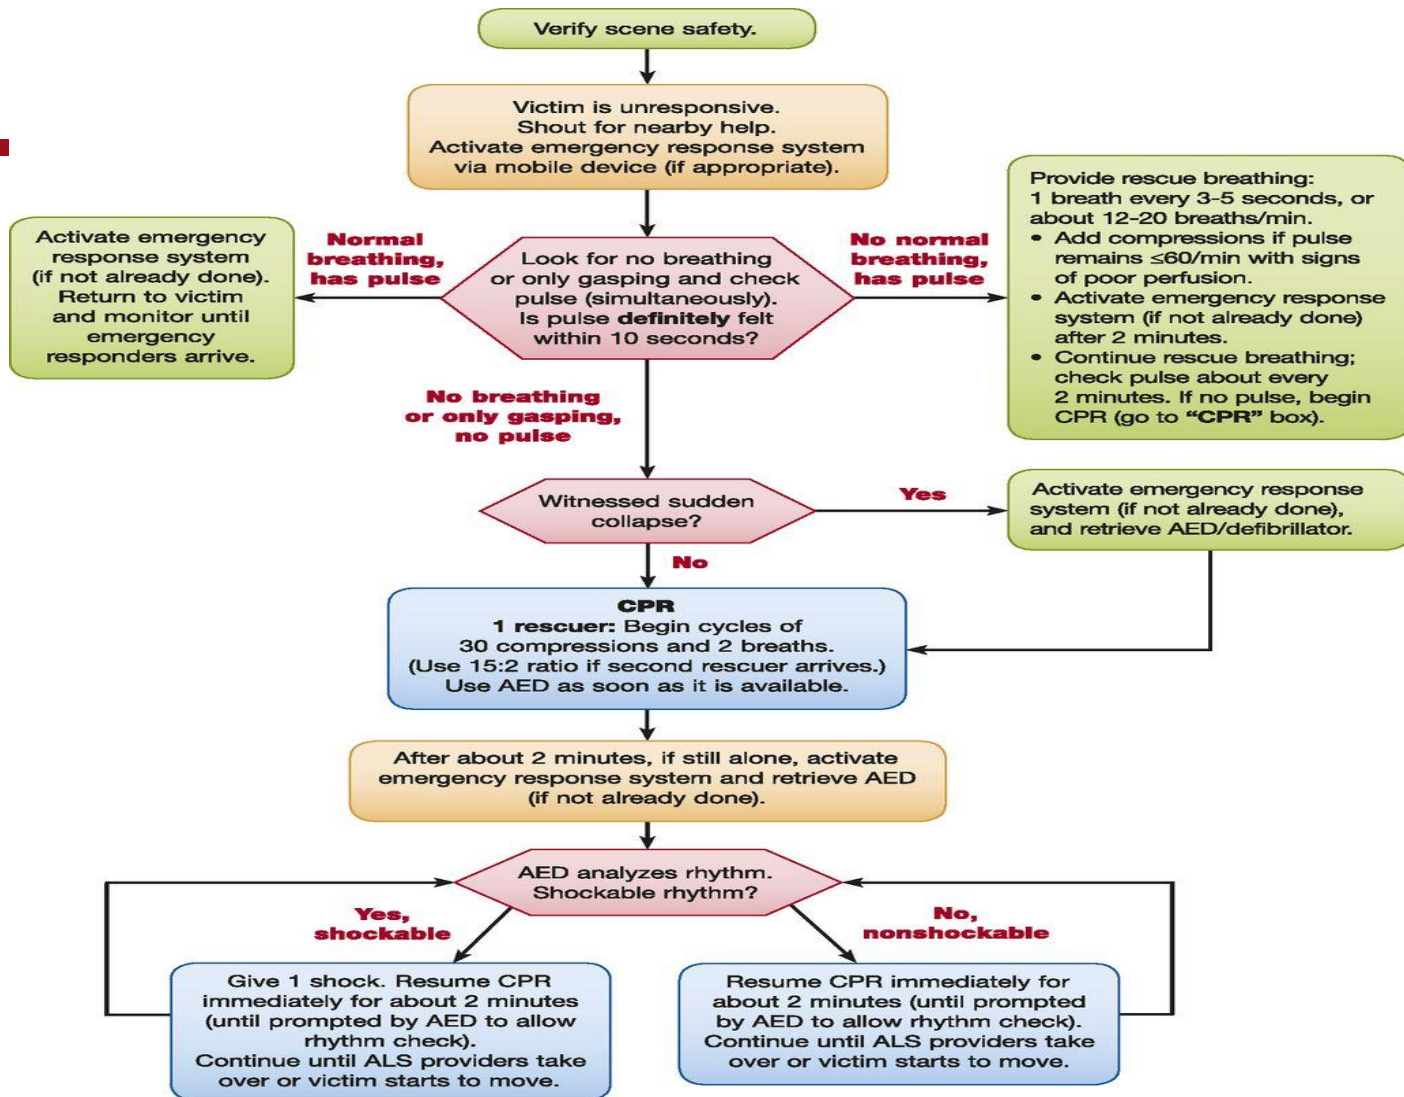 Verify scene safety.
Victim is unresponsive.
Shout for nearby help.
Activate emergency response system
via mobile device (if appropriate).
Normal
breathing,
has pulse
Activate emergency
response system
(if not already done).
Return to victim
and monitor until
emergency
responders arrive.
Look for no breathing
or only gasping and check
pulse (simultaneously).
Is pulse definitely felt
within 10 seconds?
No normal
breathing,
has pulse
Provide rescue breathing:
1 breath every 3-5 seconds, or
about 12-20 breaths/min.
• Add compressions if pulse
remains ≤60/min with signs
of poor perfusion.
• Activate emergency response
system (if not already done)
after 2 minutes.
• Continue rescue breathing;
check pulse about every
2 minutes. If no pulse, begin
CPR (go to “CPR” box).
No breathing
or only gasping,
no pulse
Witnessed sudden
collapse?
Yes
Activate emergency response
system (if not already done),
and retrieve AED/defibrillator.
No
CPR
1 rescuer: Begin cycles of
30 compressions and 2 breaths.
(Use 15:2 ratio if second rescuer arrives.)
Use AED as soon as it is available.
After about 2 minutes, if still alone, activate
emergency response system and retrieve AED
(if not already done).
AED analyzes rhythm.
Shockable rhythm?
Yes,
shockable
No,
nonshockable
Give 1 shock. Resume CPR
immediately for about 2 minutes
(until prompted by AED to allow
rhythm check).
Continue until ALS providers take
over or victim starts to move.
Resume CPR immediately for
about 2 minutes (until prompted
by AED to allow rhythm check).
Continue until ALS providers take
over or victim starts to move.